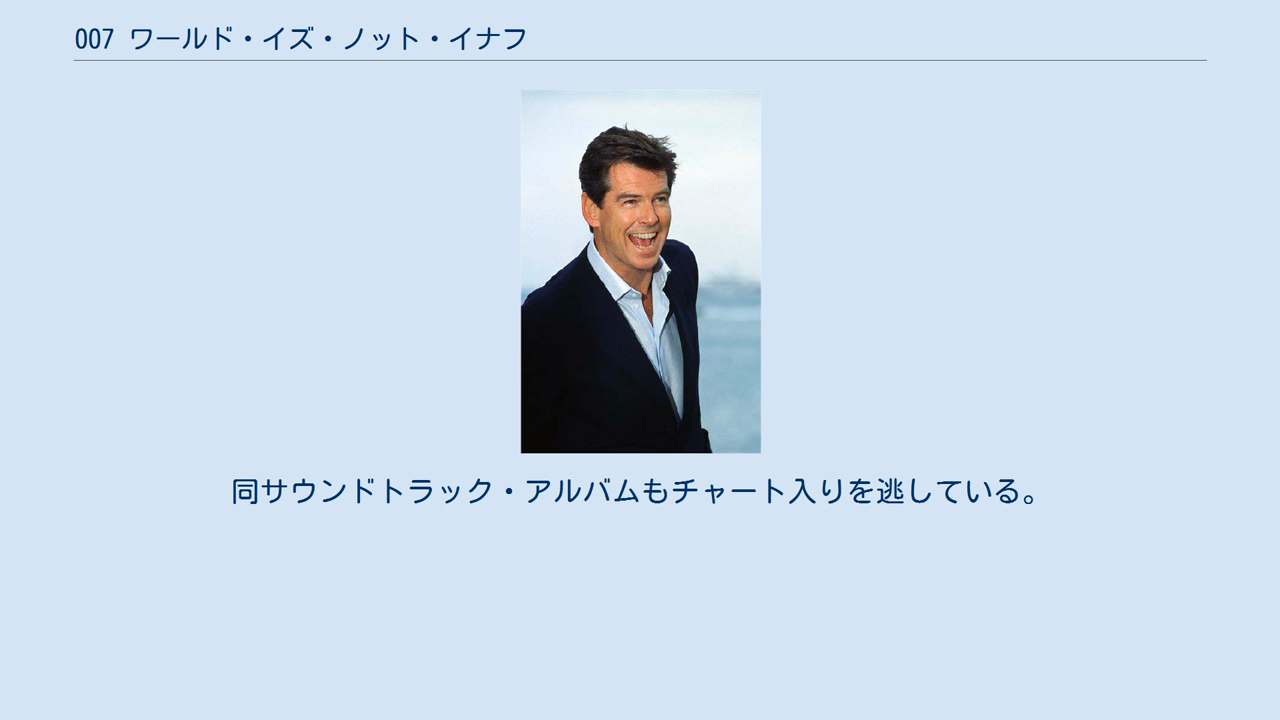 007 ワールド・イズ・ノット・イナフ
同サウンドトラック・アルバムもチャート入りを逃している。